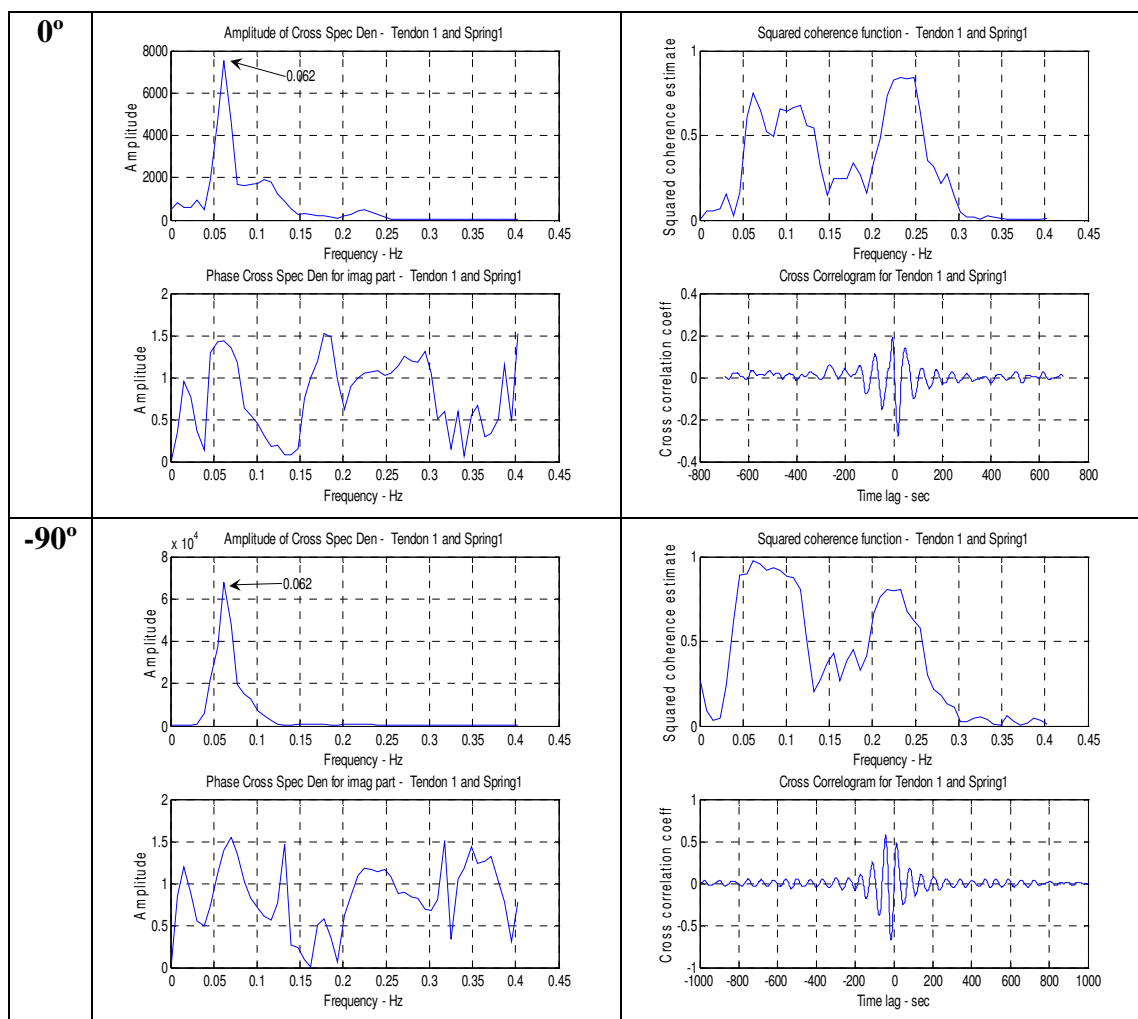 0º
Amplitude of Cross Spec Den - Tendon 1 and Spring1
8000
6000
4000
2000
0
0.062
Amplitude
0 0.05 0.1 0.15 0.2 0.25 0.3 0.35 0.4 0.45
Frequency - Hz
Squared coherence function - Tendon 1 and Spring1
1
0.5
0
Squared coherence estimate
0 0.05 0.1 0.15 0.2 0.25 0.3 0.35 0.4 0.45
Frequency - Hz
Phase Cross Spec Den for imag part - Tendon 1 and Spring1
2
1.5
1
0.5
0
Amplitude
0 0.05 0.1 0.15 0.2 0.25 0.3 0.35 0.4 0.45
Frequency - Hz
Cross Correlogram for Tendon 1 and Spring1
0.4
0.2
0
-0.2
-0.4
Cross correlation coeff
-800 -600 -400 -200 0 200 400 600 800
Time lag - sec
-90º
x 10^4
Amplitude of Cross Spec Den - Tendon 1 and Spring1
8
6
4
2
0
0.062
Amplitude
0 0.05 0.1 0.15 0.2 0.25 0.3 0.35 0.4 0.45
Frequency - Hz
Squared coherence function - Tendon 1 and Spring1
1
0.5
0
Squared coherence estimate
0 0.05 0.1 0.15 0.2 0.25 0.3 0.35 0.4 0.45
Frequency - Hz
Phase Cross Spec Den for imag part - Tendon 1 and Spring1
2
1.5
1
0.5
0
Amplitude
0 0.05 0.1 0.15 0.2 0.25 0.3 0.35 0.4 0.45
Frequency - Hz
Cross Correlogram for Tendon 1 and Spring1
1
0.5
0
-0.5
-1
Cross correlation coeff
-1000 -800 -600 -400 -200 0 200 400 600 800 1000
Time lag - sec